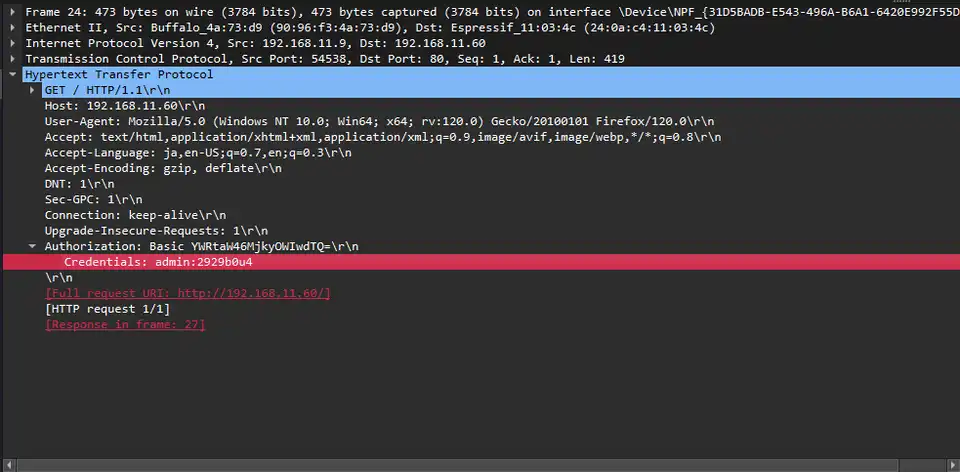 Frame 24: 473 bytes on wire (3784 bits), 473 bytes captured (3784 bits) on interface \Device\NPF_{31D5BADB-E543-496A-B6A1-6420E992F55D
Ethernet II, Src: Buffalo_4a:73:d9 (90:96:f3:4a:73:d9), Dst: Espressif_11:03:4c (24:0a:c4:11:03:4c)
Internet Protocol Version 4, Src: 192.168.11.9, Dst: 192.168.11.60
Transmission Control Protocol, Src Port: 54538, Dst Port: 80, Seq: 1, Ack: 1, Len: 419
Hypertext Transfer Protocol
GET / HTTP/1.1\r\n
Host: 192.168.11.60\r\n
User-Agent: Mozilla/5.0 (Windows NT 10.0; Win64; x64; rv:120.0) Gecko/20100101 Firefox/120.0\r\n
Accept: text/html,application/xhtml+xml,application/xml;q=0.9,image/avif,image/webp,*/*;q=0.8\r\n
Accept-Language: ja,en-US;q=0.7,en;q=0.3\r\n
Accept-Encoding: gzip, deflate\r\n
DNT: 1\r\n
Sec-GPC: 1\r\n
Connection: keep-alive\r\n
Upgrade-Insecure-Requests: 1\r\n
Authorization: Basic YWRtaW46MjkyOWIwdTQ=\r\n
Credentials: admin:2929b0u4
\r\n
[Full request URI: http://192.168.11.60/]
[HTTP request 1/1]
[Response in frame: 27]